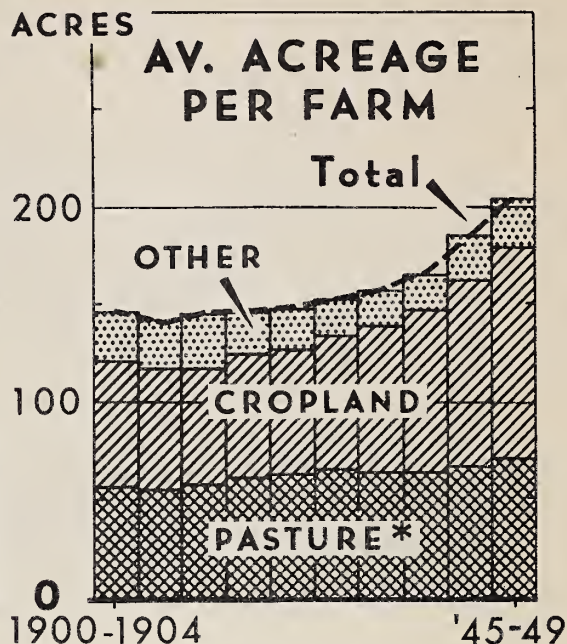 ACRES
AV. ACREAGE
PER FARM
Total
200
OTHER
100
CROPLAND
PASTURE*
0
1900-1904 '45-49